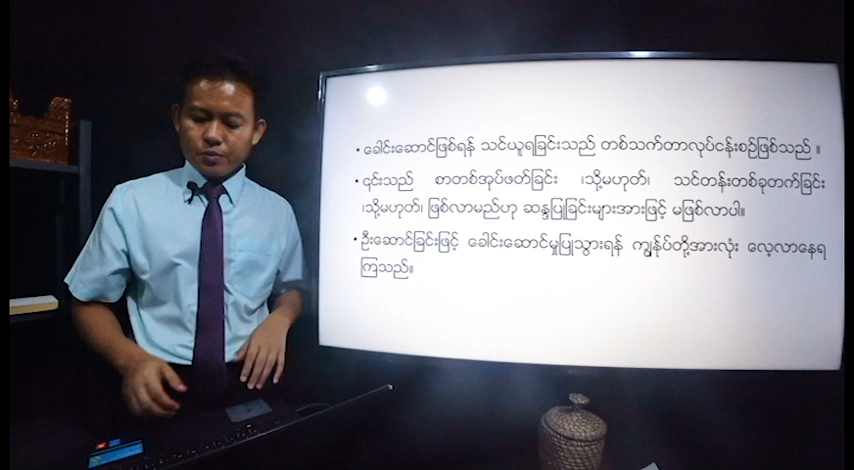 • ခေါင်းဆောင်ဖြစ်ရန် သင်ယူရခြင်းသည် တစ်သက်တာလုပ်ငန်းစဉ်ဖြစ်သည် ။
• ၎င်းသည် စာတစ်အုပ်ဖတ်ခြင်း ၊သို့မဟုတ်၊ သင်တန်းတစ်ခုတက်ခြင်း
၊သို့မဟုတ်၊ ဖြစ်လာမည်ဟု ဆန္ဒပြုခြင်းများအားဖြင့် မဖြစ်လာပါ။
• ဦးဆောင်ခြင်းဖြင့် ခေါင်းဆောင်မှုပြုသွားရန် ကျွန်ုပ်တို့အားလုံး လေ့လာနေရ
ကြသည်။